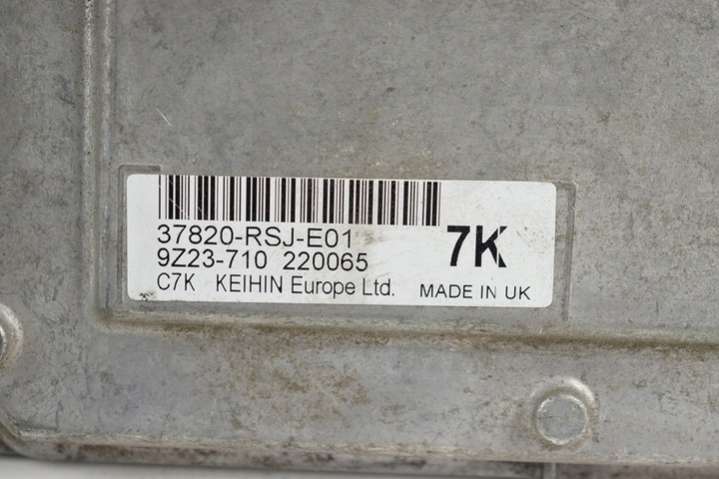 37820-RSJ-E01
7K
9Z23-710 220065
C7K KEIHIN Europe Ltd. MADE IN UK